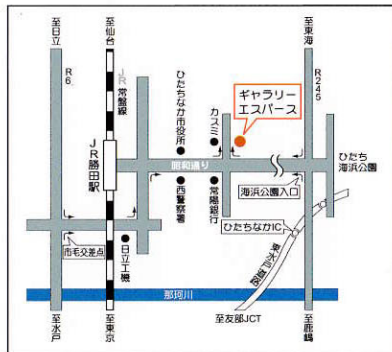 至日立
至仙台
至東海
R6
JR
常磐線
ひたちなか市役所
カスミ
ギャラリー
エスパース
R245
JR勝田駅
昭和通り
ひたち
海浜公園
西警察署
常陽銀行
海浜公園入口
ひたちなかIC
市毛交差点
日立工機
東水戸道路
那珂川
至水戸
至東京
至友部JCT
至鹿嶋